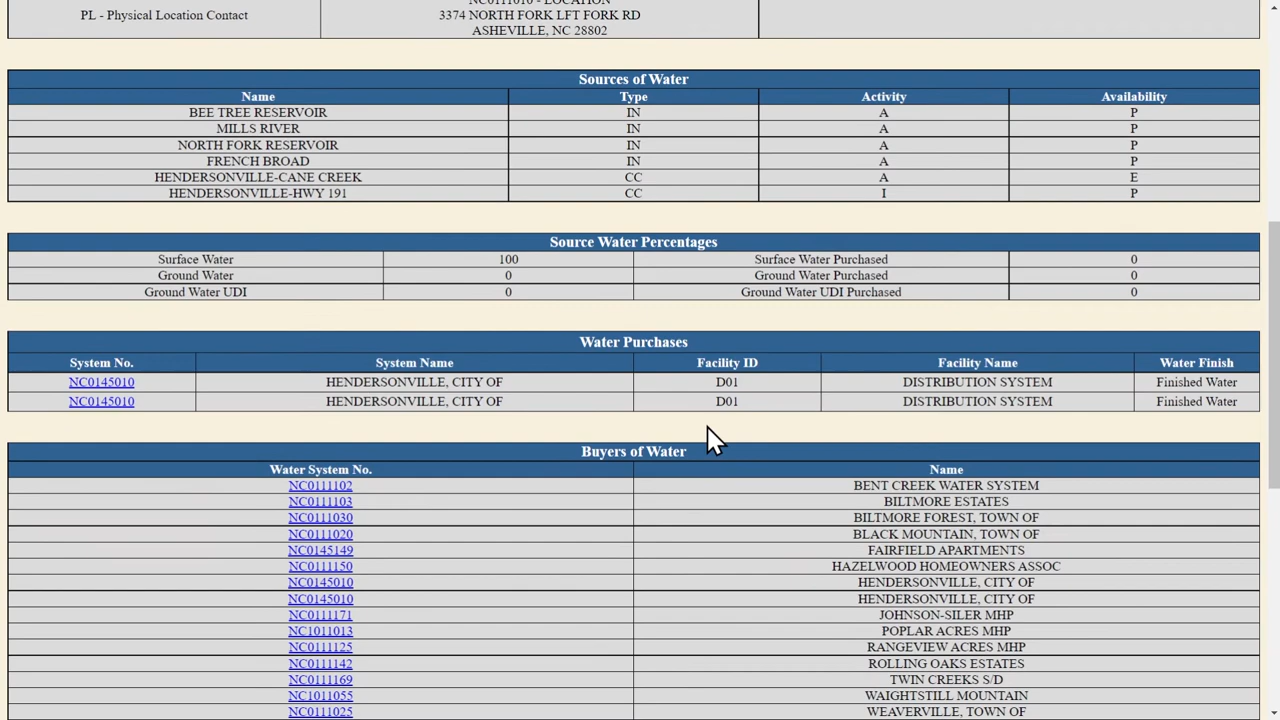 NC0111010 - LOCATION
PL - Physical Location Contact 3374 NORTH FORK LFT FORK RD
ASHEVILLE, NC 28802
Sources of Water
Name Type Activity Availability
BEE TREE RESERVOIR IN A P
MILLS RIVER IN A P
NORTH FORK RESERVOIR IN A P
FRENCH BROAD IN A P
HENDERSONVILLE-CANE CREEK CC A E
HENDERSONVILLE-HWY 191 CC I P
Source Water Percentages
Surface Water 100 Surface Water Purchased 0
Ground Water 0 Ground Water Purchased 0
Ground Water UDI 0 Ground Water UDI Purchased 0
Water Purchases
System No. System Name Facility ID Facility Name Water Finish
NC0145010 HENDERSONVILLE, CITY OF D01 DISTRIBUTION SYSTEM Finished Water
NC0145010 HENDERSONVILLE, CITY OF D01 DISTRIBUTION SYSTEM Finished Water
Buyers of Water
Water System No. Name
NC0111102 BENT CREEK WATER SYSTEM
NC0111103 BILTMORE ESTATES
NC0111030 BILTMORE FOREST, TOWN OF
NC0111020 BLACK MOUNTAIN, TOWN OF
NC0145149 FAIRFIELD APARTMENTS
NC0111150 HAZELWOOD HOMEOWNERS ASSOC
NC0145010 HENDERSONVILLE, CITY OF
NC0145010 HENDERSONVILLE, CITY OF
NC0111171 JOHNSON-SILER MHP
NC1011013 POPLAR ACRES MHP
NC0111125 RANGEVIEW ACRES MHP
NC0111142 ROLLING OAKS ESTATES
NC0111169 TWIN CREEKS S/D
NC1011055 WAIGHTSTILL MOUNTAIN
NC0111025 WEAVERVILLE, TOWN OF